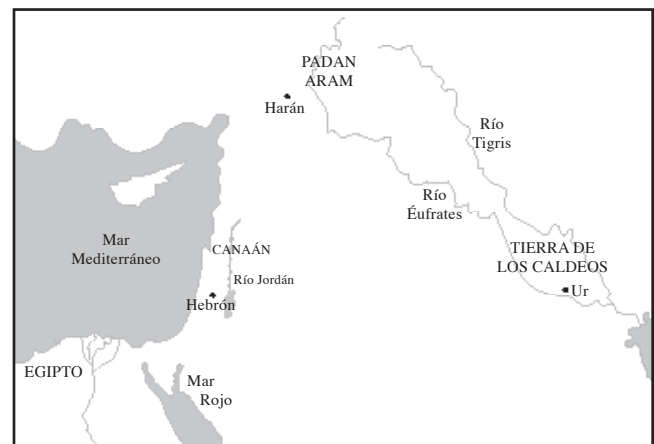 PADAN
ARAM
Harán
Río
Tigris
Río
Éufrates
Mar
Mediterráneo
CANAÁN
TIERRA DE
LOS CALDEOS
Río Jordán
Ur
Hebrón
EGIPTO
Mar
Rojo